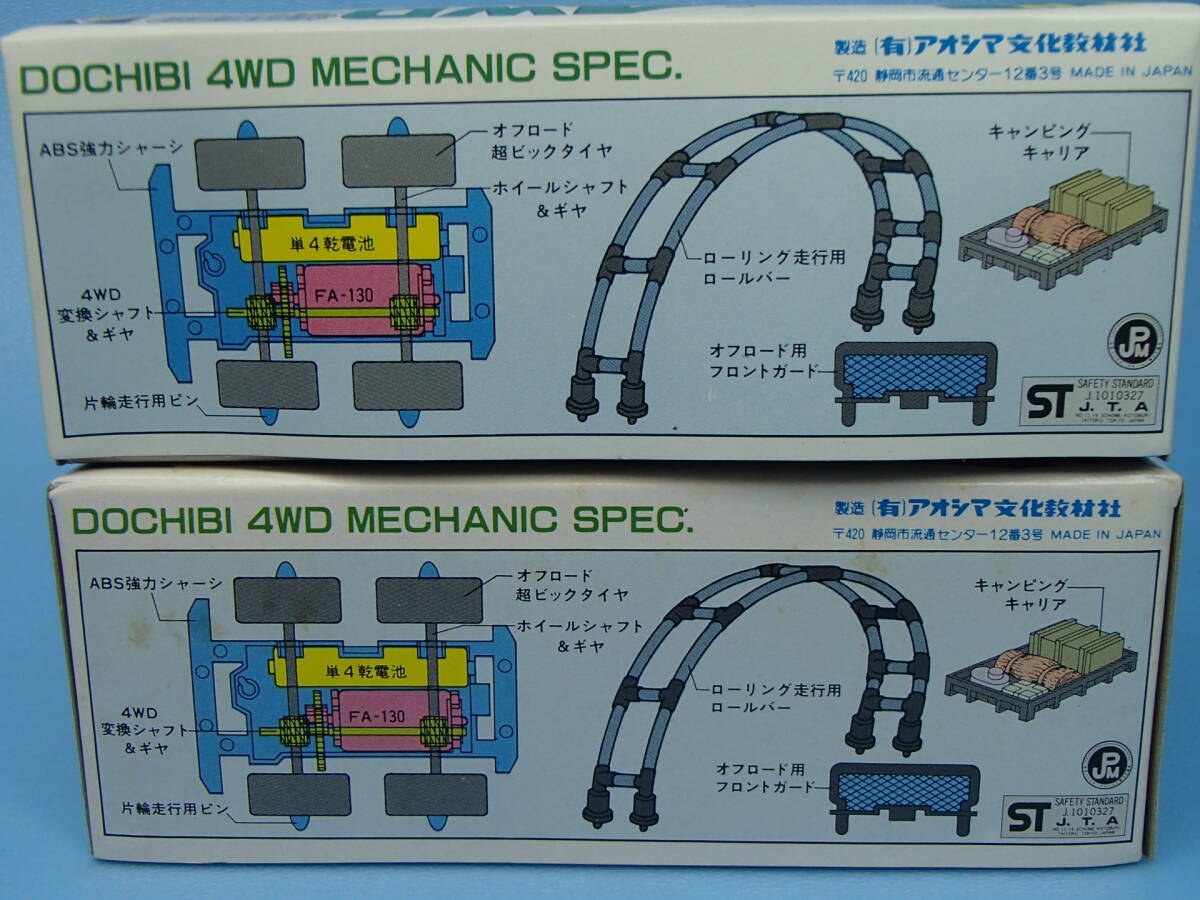 DOCHIBI 4WD MECHANIC SPEC.
製造 (有)アオシマ文化教材社
〒420 静岡市流通センター12番3号 MADE IN JAPAN
ABS強力シャーシ
オフロード
超ビックタイヤ
ホイールシャフト
&ギヤ
単4乾電池
FA-130
4WD
変換シャフト
&ギヤ
片輪走行用ピン
ローリング走行用
ロールバー
キャンピング
キャリア
オフロード用
フロントガード
PJM
ST
SAFETY STANDARD
J.1010327
J. T. A
DOCHIBI 4WD MECHANIC SPEC.
製造 (有)アオシマ文化教材社
〒420 静岡市流通センター12番3号 MADE IN JAPAN
ABS強力シャーシ
オフロード
超ビックタイヤ
ホイールシャフト
&ギヤ
単4乾電池
FA-130
4WD
変換シャフト
&ギヤ
片輪走行用ピン
ローリング走行用
ロールバー
キャンピング
キャリア
オフロード用
フロントガード
PJM
ST
SAFETY STANDARD
J.1010327
J. T. A